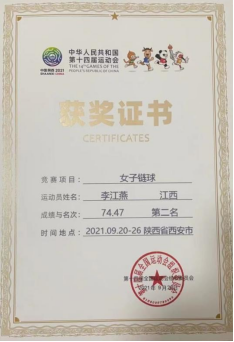 中华人民共和国
第十四届运动会
THE 14TH GAMES OF THE
PEOPLE'S REPUBLIC OF CHINA
获奖证书
CERTIFICATES
竞赛项目： 女子链球
运动员姓名： 李江燕 江西
成绩与名次： 74.47 第二名
时间地点： 2021.09.20-26 陕西省西安市